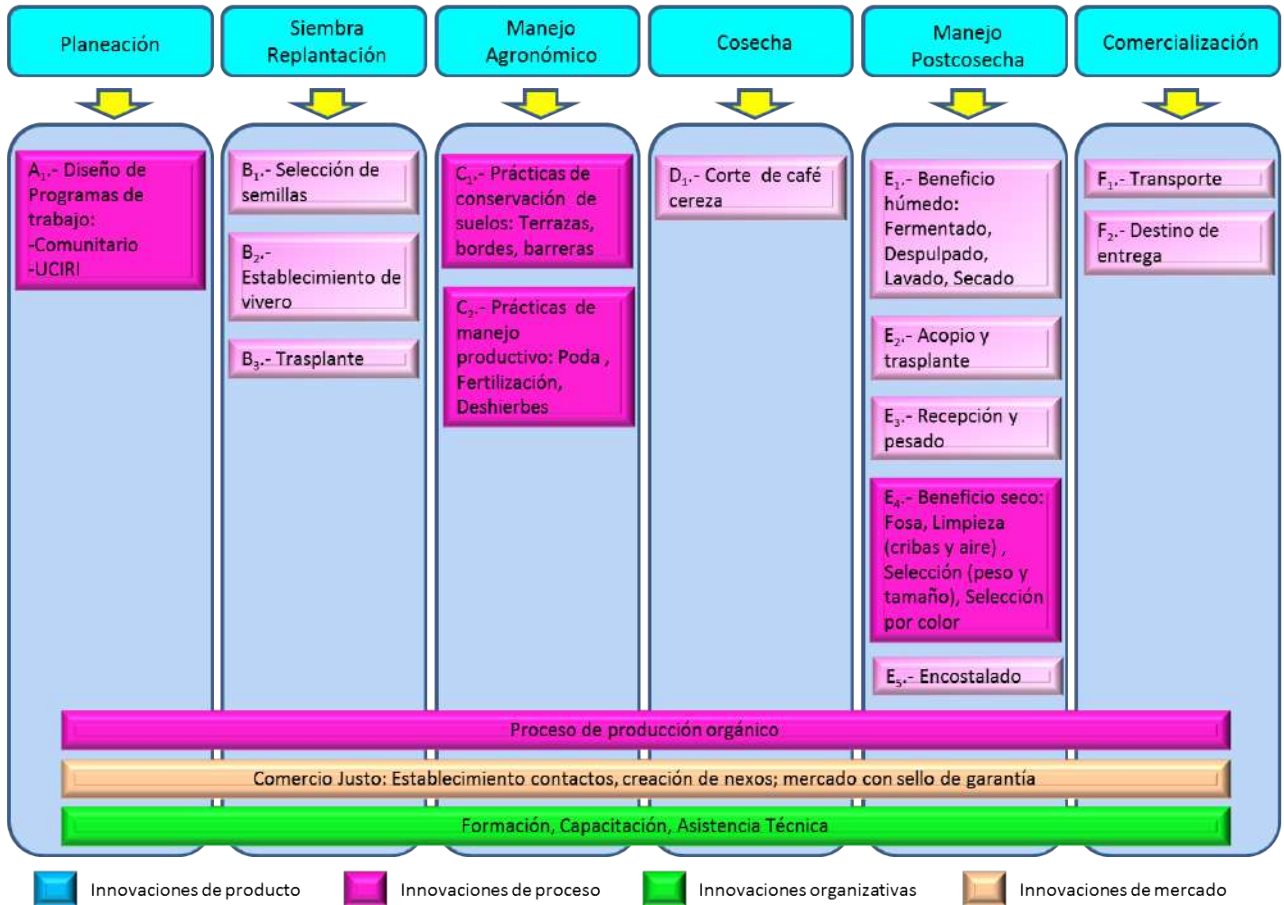 Planeación
Siembra
Replantación
Manejo
Agronómico
Cosecha
Manejo
Postcosecha
Comercialización
A₁.- Diseño de
Programas de
trabajo:
-Comunitario
-UCIRI
B₁.- Selección de
semillas
B₂.-
Establecimiento de
vivero
B₃.- Trasplante
C₁.- Prácticas de
conservación de
suelos: Terrazas,
bordes, barreras
C₂.- Prácticas de
manejo
productivo: Poda ,
Fertilización,
Deshierbes
D₁.- Corte de café
cereza
E₁.- Beneficio
húmedo:
Fermentado,
Despulpado,
Lavado, Secado
E₂.- Acopio y
trasplante
E₃.- Recepción y
pesado
E₄.- Beneficio seco:
Fosa, Limpieza
(cribas y aire) ,
Selección (peso y
tamaño), Selección
por color
E₅.- Encostalado
F₁.- Transporte
F₂.- Destino de
entrega
Proceso de producción orgánico
Comercio Justo: Establecimiento contactos, creación de nexos; mercado con sello de garantía
Formación, Capacitación, Asistencia Técnica
Innovaciones de producto
Innovaciones de proceso
Innovaciones organizativas
Innovaciones de mercado